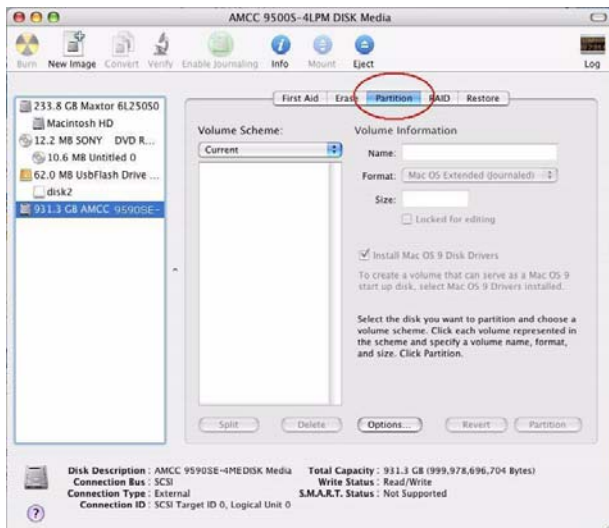 AMCC 9500S-4LPM DISK Media
Burn New Image Convert Verify Enable Journaling Info Mount Eject Log
First Aid Erase Partition RAID Restore
233.8 GB Maxtor 6L250S0
Macintosh HD
12.2 MB SONY DVD R...
10.6 MB Untitled 0
62.0 MB UsbFlash Drive ...
disk2
931.3 GB AMCC 9590SE-
Volume Scheme:
Current
Volume Information
Name:
Format: Mac OS Extended (Journaled)
Size:
Locked for editing
Install Mac OS 9 Disk Drivers
To create a volume that can serve as a Mac OS 9
start up disk, select Mac OS 9 Drivers installed.
Select the disk you want to partition and choose a
volume scheme. Click each volume represented in
the scheme and specify a volume name, format,
and size. Click Partition.
Split Delete Options... Revert Partition
Disk Description : AMCC 9590SE-4MEDISK Media Total Capacity : 931.3 GB (999,978,696,704 Bytes)
Connection Bus : SCSI Write Status : Read/Write
Connection Type : External S.M.A.R.T. Status : Not Supported
Connection ID : SCSI Target ID 0, Logical Unit 0
?